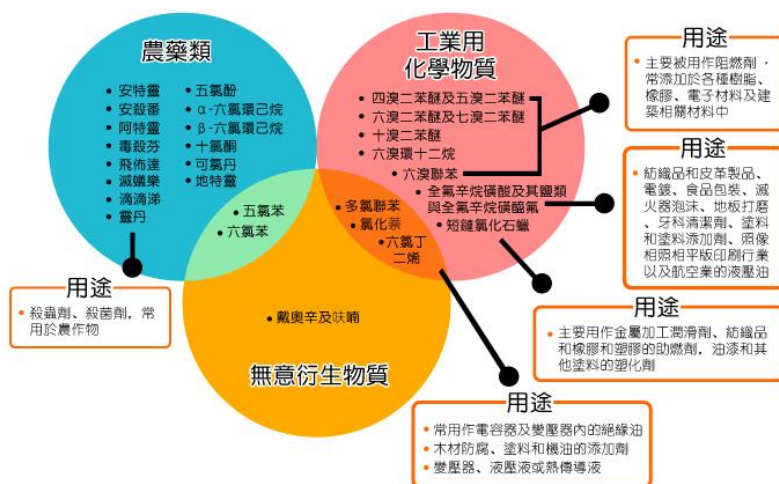 農藥類
• 安特靈
• 安殺番
• 阿特靈
• 毒殺芬
• 飛佈達
• 滅蟻樂
• 滴滴涕
• 靈丹
• 五氯酚
• α-六氯環己烷
• β-六氯環己烷
• 十氯酮
• 可氯丹
• 地特靈
• 五氯苯
• 六氯苯
用途
• 殺蟲劑、殺菌劑，常
用於農作物
工業用
化學物質
• 四溴二苯醚及五溴二苯醚
• 六溴二苯醚及七溴二苯醚
• 十溴二苯醚
• 六溴環十二烷
• 六溴聯苯
• 全氟辛烷磺酸及其鹽類
與全氟辛烷磺醯氟
• 短鏈氯化石蠟
• 多氯聯苯
• 氯化萘
• 六氯丁
二烯
無意衍生物質
• 戴奧辛及呋喃
用途
• 主要被用作阻燃劑，
常添加於各種樹脂、
橡膠、電子材料及建
築相關材料中
用途
• 紡織品和皮革製品、
電鍍、食品包裝、滅
火器泡沫、地板打磨
、牙科清潔劑、塗料
和塗料添加劑、照像
相照相平版印刷行業
以及航空業的液壓油
用途
• 主要用作金屬加工潤滑劑、紡織品
和橡膠和塑膠的助燃劑，油漆和其
他塗料的塑化劑
用途
• 常用作電容器及變壓器內的絕緣油
• 木材防腐、塗料和機油的添加劑
• 變壓器、液壓液或熱傳導液